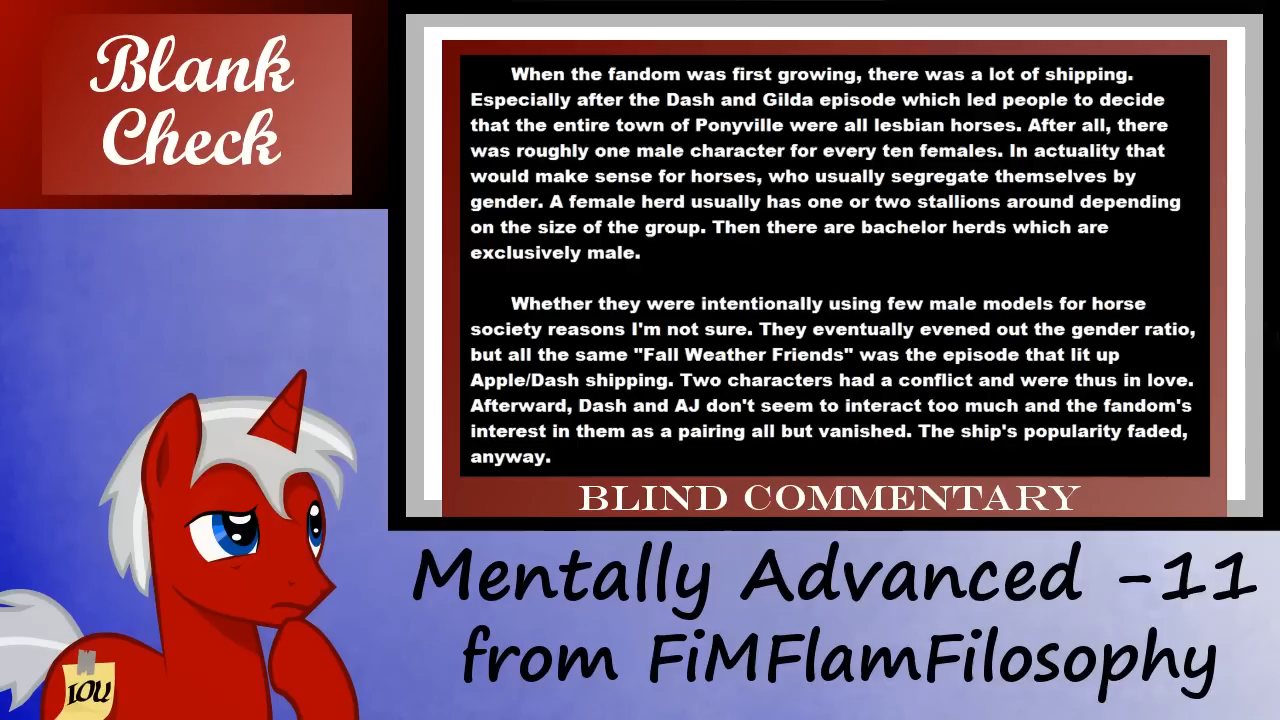 Blank
Check
When the fandom was first growing, there was a lot of shipping.
Especially after the Dash and Gilda episode which led people to decide
that the entire town of Ponyville were all lesbian horses. After all, there
was roughly one male character for every ten females. In actuality that
would make sense for horses, who usually segregate themselves by
gender. A female herd usually has one or two stallions around depending
on the size of the group. Then there are bachelor herds which are
exclusively male.
Whether they were intentionally using few male models for horse
society reasons I'm not sure. They eventually evened out the gender ratio,
but all the same "Fall Weather Friends" was the episode that lit up
Apple/Dash shipping. Two characters had a conflict and were thus in love.
Afterward, Dash and AJ don't seem to interact too much and the fandom's
interest in them as a pairing all but vanished. The ship's popularity faded,
anyway.
BLIND COMMENTARY
Mentally Advanced -11
from FiMFlamFilosophy
IOU